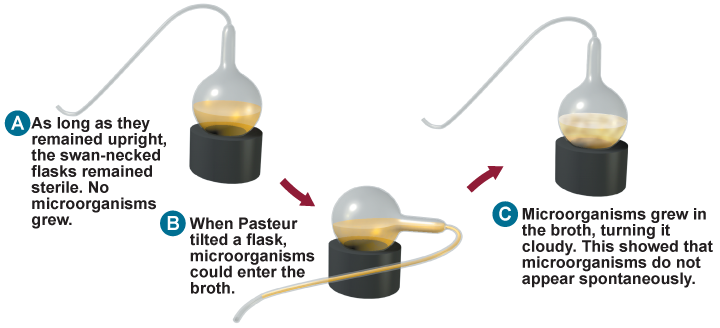 A As long as they
remained upright,
the swan-necked
flasks remained
sterile. No
microorganisms
grew.
B When Pasteur
tilted a flask,
microorganisms
could enter the
broth.
C Microorganisms grew in
the broth, turning it
cloudy. This showed that
microorganisms do not
appear spontaneously.